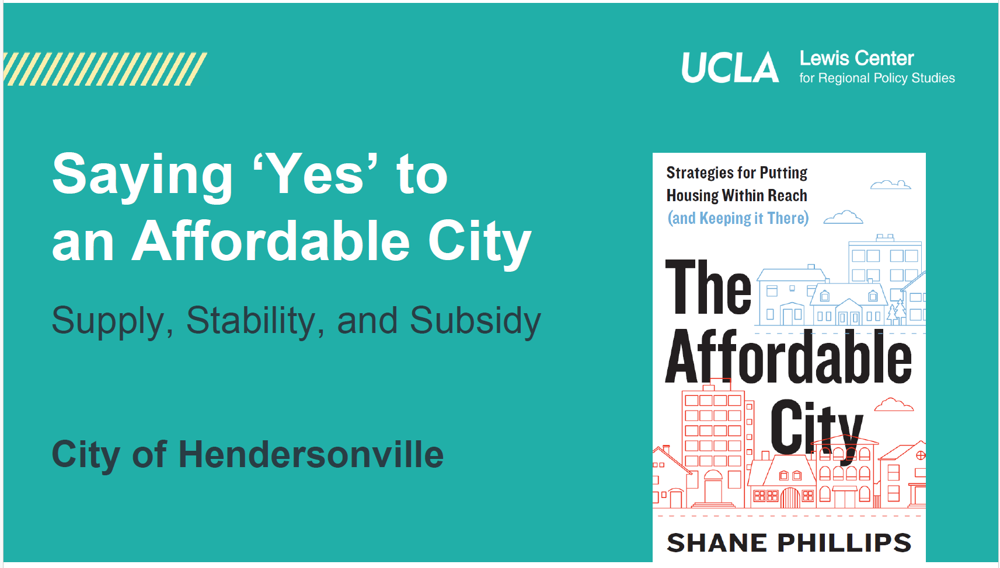 UCLA
Lewis Center
for Regional Policy Studies
Saying ‘Yes’ to
an Affordable City
Supply, Stability, and Subsidy
City of Hendersonville
Strategies for Putting
Housing Within Reach
(and Keeping it There)
The
Affordable
City
SHANE PHILLIPS